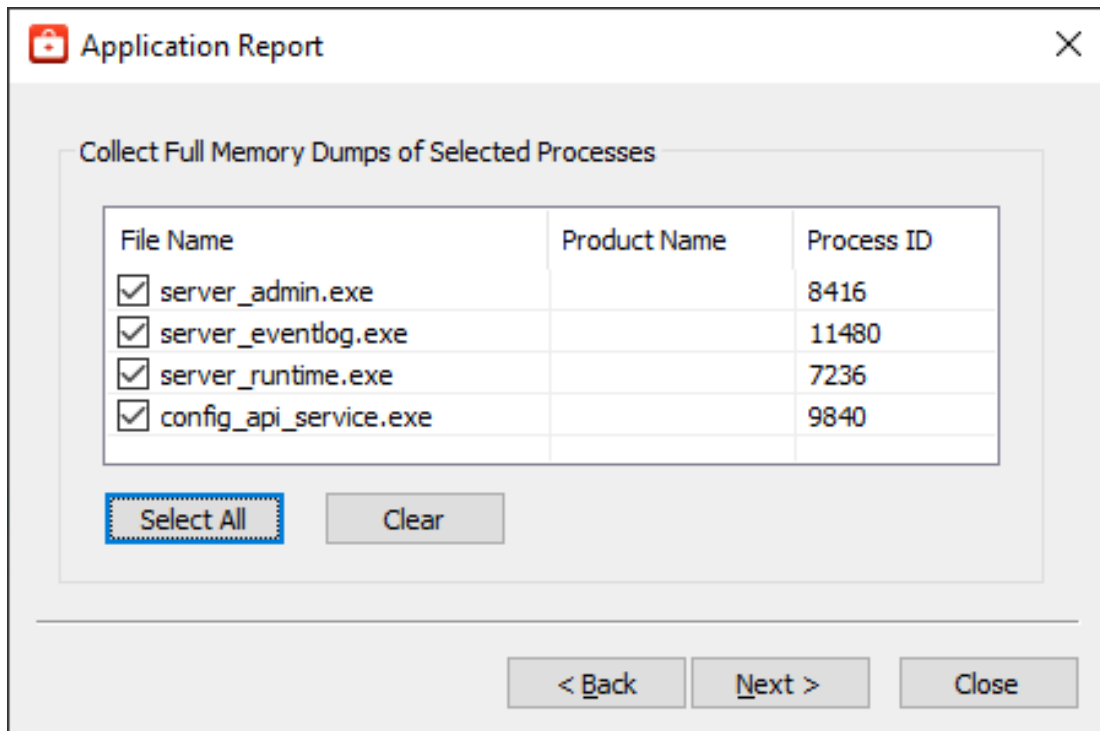 Application Report
Collect Full Memory Dumps of Selected Processes
File Name Product Name Process ID
server_admin.exe 8416
server_eventlog.exe 11480
server_runtime.exe 7236
config_api_service.exe 9840
Select All Clear
< Back Next > Close